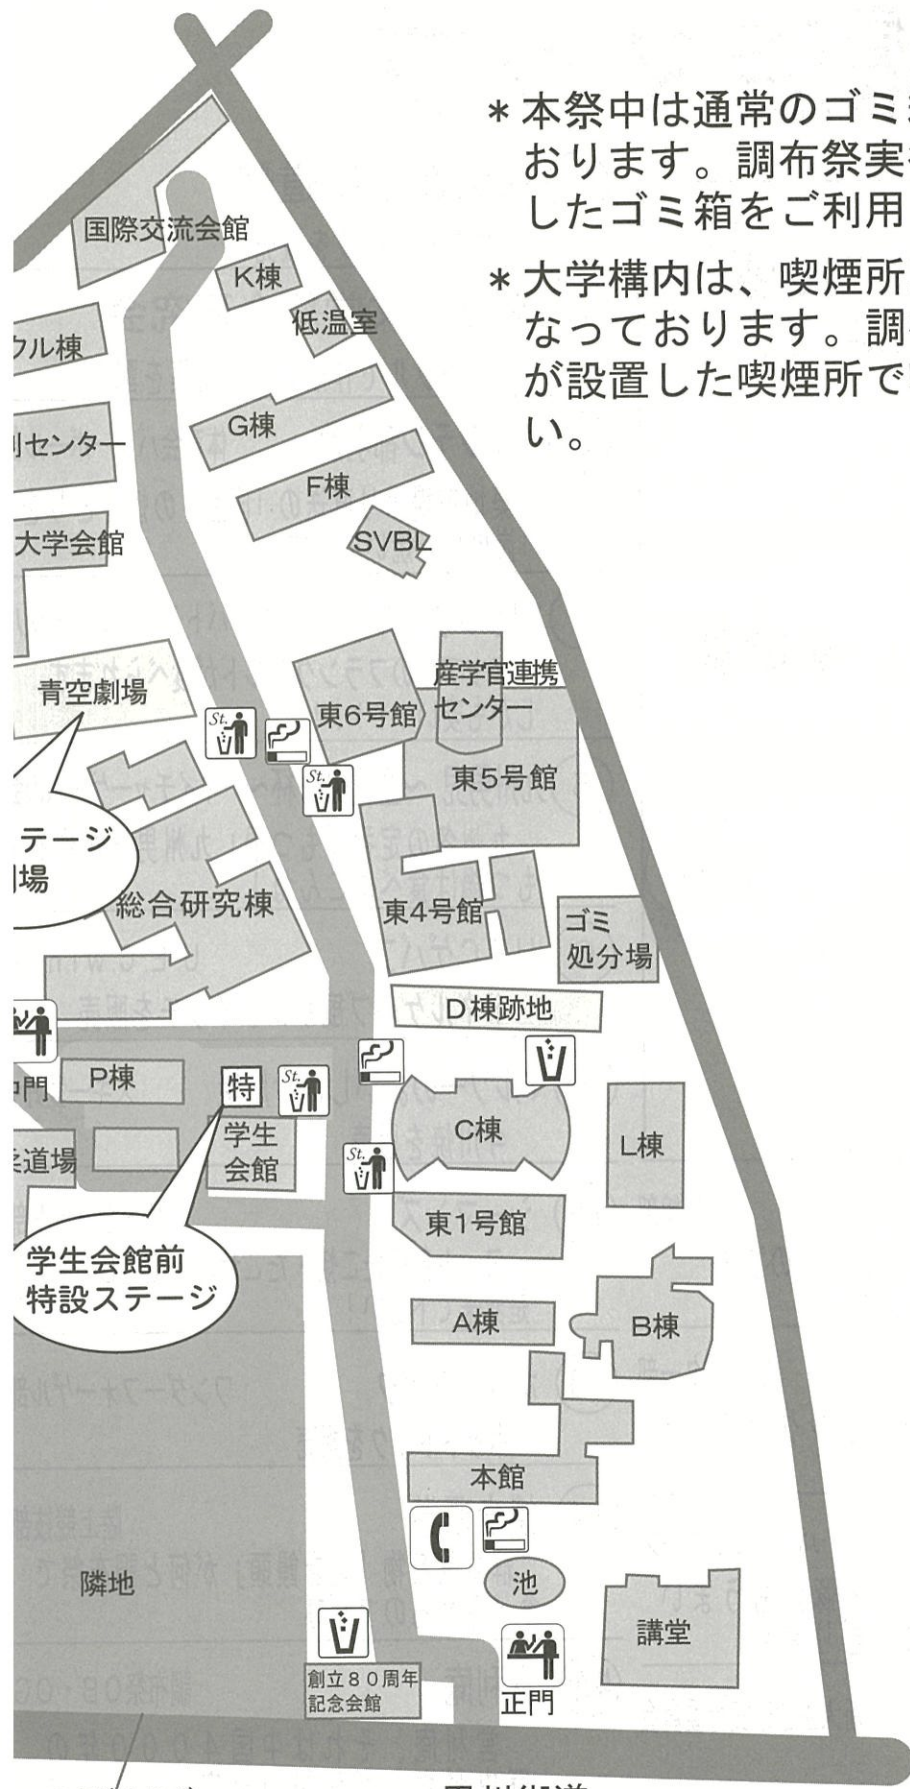 ＊本祭中は通常のゴミ
おります。調布祭実
したゴミ箱をご利用
＊大学構内は、喫煙所
なっております。調
が設置した喫煙所で
い。
国際交流会館
K棟
低温室
クル棟
センター
G棟
F棟
大学会館
SVBL
青空劇場
東6号館
産学官連携
センター
東5号館
St.
St.
テージ
場
総合研究棟
東4号館
ゴミ
処分場
D棟跡地
P棟
特
St.
門
学生
会館
C棟
L棟
柔道場
St.
東1号館
学生会館前
特設ステージ
A棟
B棟
本館
隣地
池
講堂
創立８０周年
記念会館
正門